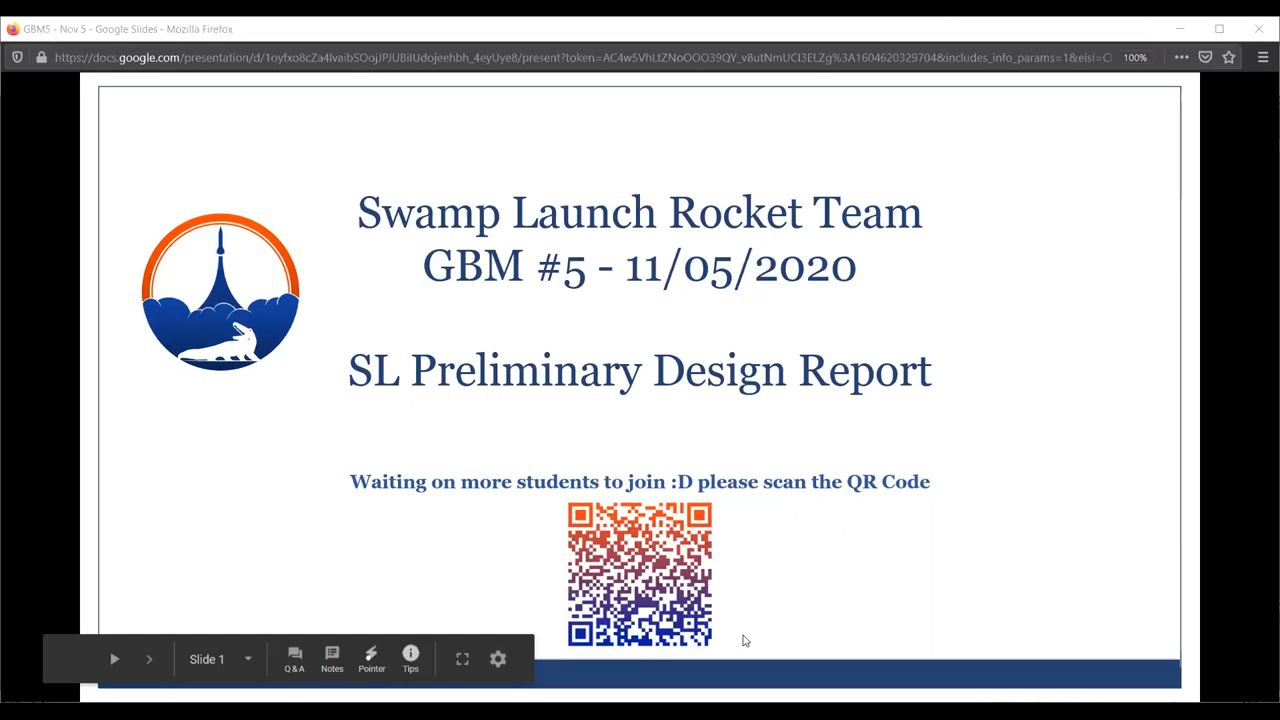 GBM5 - Nov 5 - Google Slides - Mozilla Firefox
100%
Swamp Launch Rocket Team
GBM #5 - 11/05/2020
SL Preliminary Design Report
Waiting on more students to join :D please scan the QR Code
Slide 1
Q & A
Notes
Pointer
Tips